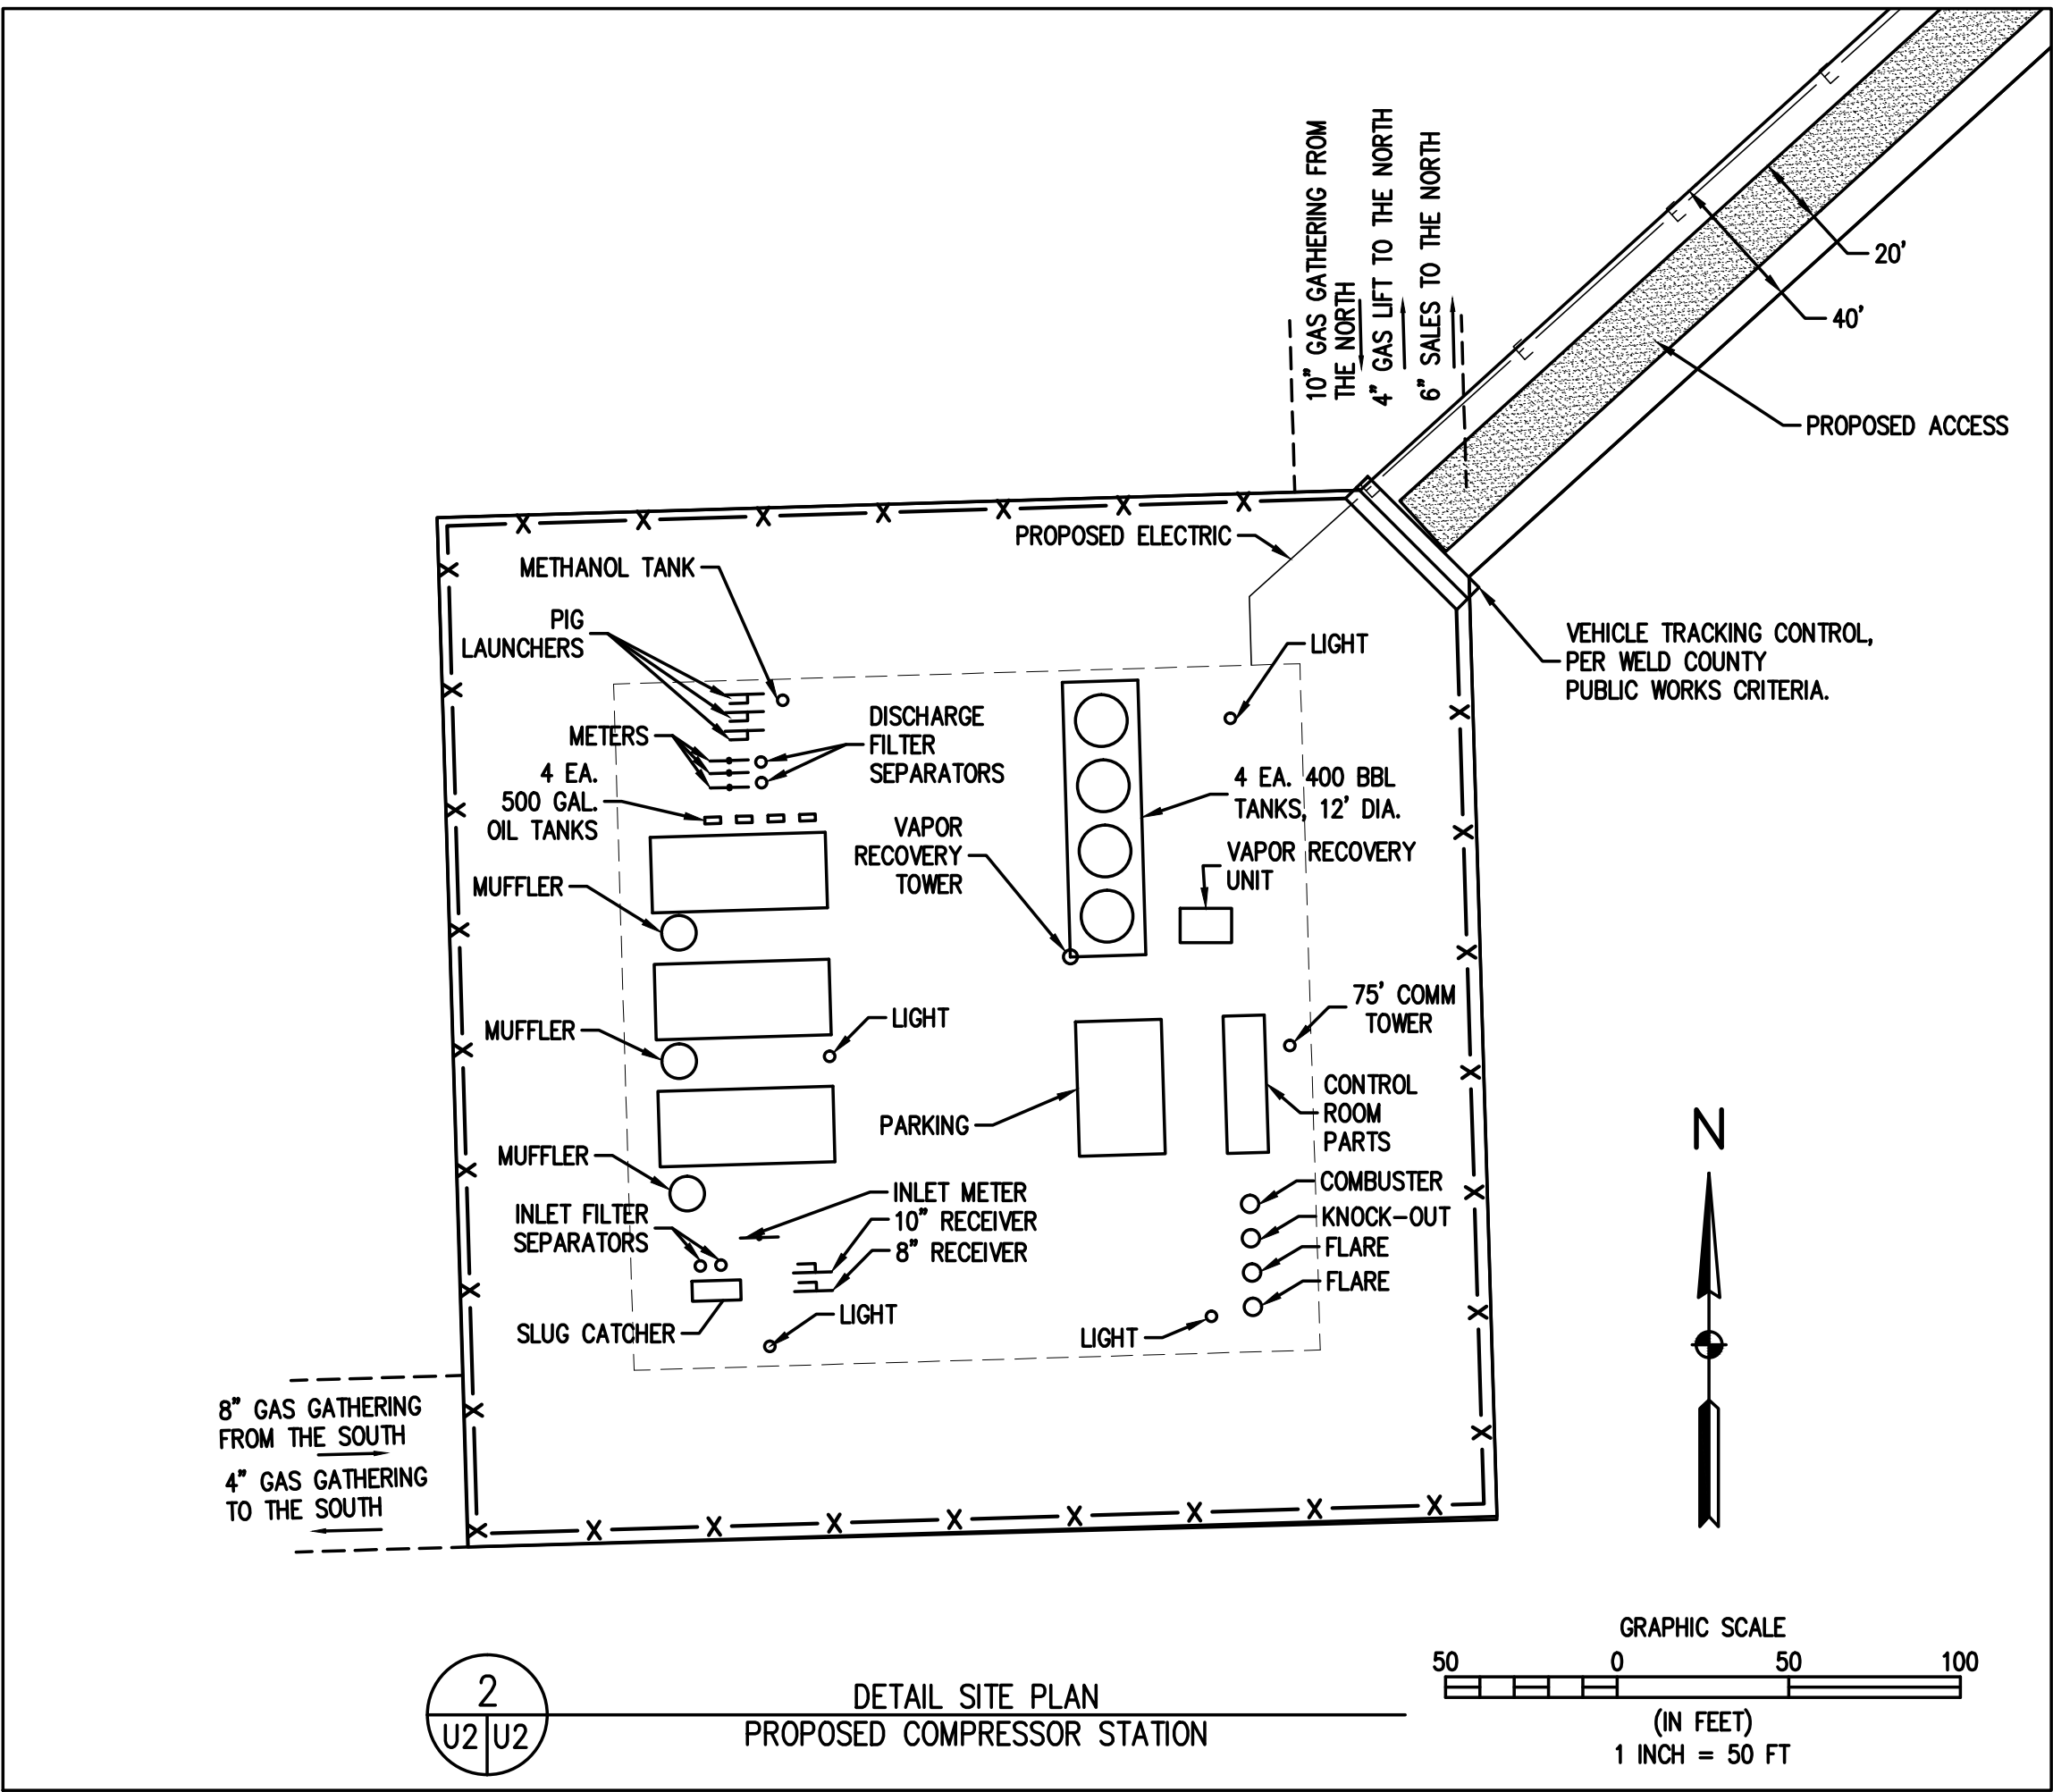 10" GAS GATHERING FROM
THE NORTH
4" GAS LIFT TO THE NORTH
6" SALES TO THE NORTH
E
E
E
E
20'
40'
PROPOSED ACCESS
PROPOSED ELECTRIC
METHANOL TANK
PIG
LAUNCHERS
LIGHT
VEHICLE TRACKING CONTROL,
PER WELD COUNTY
PUBLIC WORKS CRITERIA.
METERS
DISCHARGE
FILTER
SEPARATORS
4 EA.
500 GAL.
OIL TANKS
4 EA. 400 BBL
TANKS, 12' DIA.
VAPOR
RECOVERY
TOWER
VAPOR RECOVERY
UNIT
MUFFLER
MUFFLER
LIGHT
75' COMM
TOWER
PARKING
CONTROL
ROOM
PARTS
MUFFLER
COMBUSTER
KNOCK-OUT
FLARE
FLARE
INLET METER
10" RECEIVER
8" RECEIVER
INLET FILTER
SEPARATORS
SLUG CATCHER
LIGHT
LIGHT
8" GAS GATHERING
FROM THE SOUTH
4" GAS GATHERING
TO THE SOUTH
N
GRAPHIC SCALE
50 0 50 100
(IN FEET)
1 INCH = 50 FT
2
U2 U2
DETAIL SITE PLAN
PROPOSED COMPRESSOR STATION